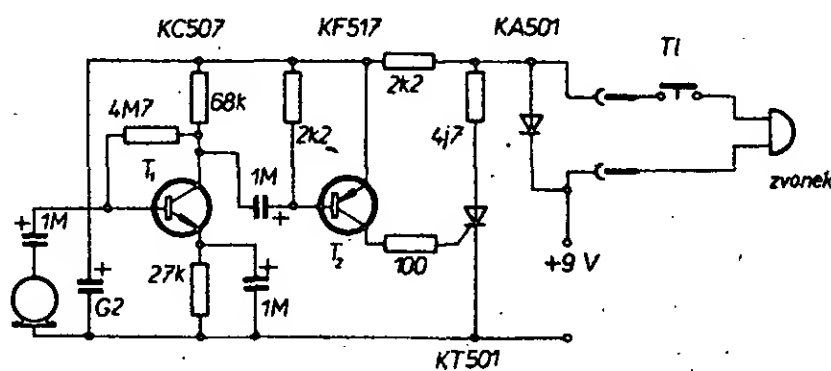 KC507 KF517 KA501
Tl
2k2
4M7 68k 2k2 4j7
T1 1M zvonek
1M
T2 100 +9 V
G2 27k 1M
KT501